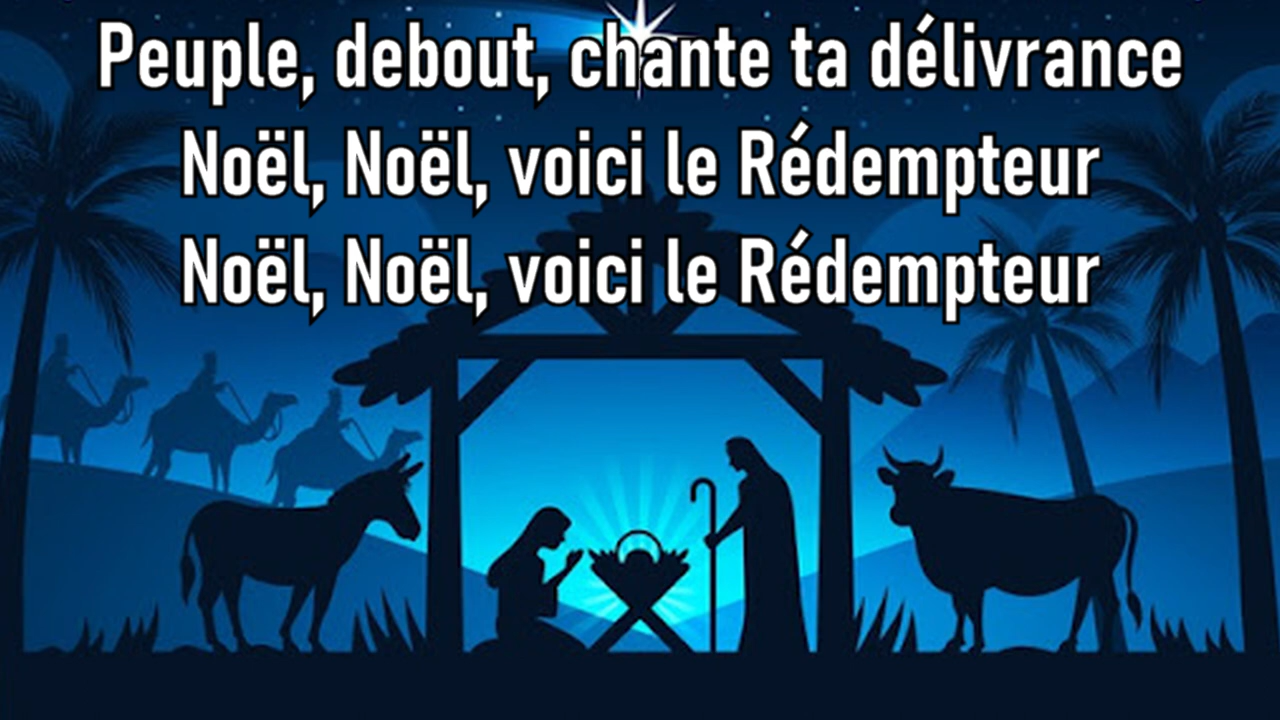 Peuple, debout, chante ta délivrance
Noël, Noël, voici le Rédempteur
Noël, Noël, voici le Rédempteur